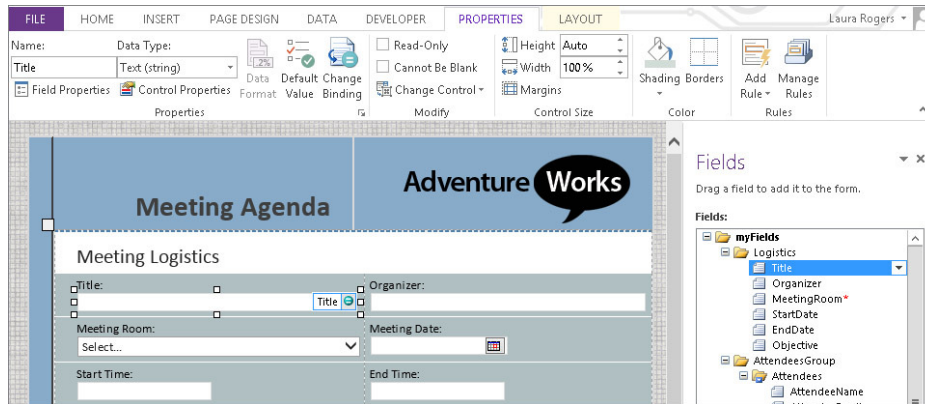 FILE HOME INSERT PAGE DESIGN DATA DEVELOPER PROPERTIES LAYOUT Laura Rogers
Name: Data Type: Read-Only Height Auto
Title Text (string) Cannot Be Blank Width 100%
Field Properties Control Properties Data Format Default Value Change Binding Change Control Margins Shading Borders Add Rule Manage Rules
Properties Modify Control Size Color Rules
Meeting Agenda
Adventure Works
Meeting Logistics
Title: Organizer:
Title
Meeting Room: Meeting Date:
Select...
Start Time: End Time:
Fields
Drag a field to add it to the form.
Fields:
myFields
Logistics
Title
Organizer
MeetingRoom*
StartDate
EndDate
Objective
AttendeesGroup
Attendees
AttendeeName